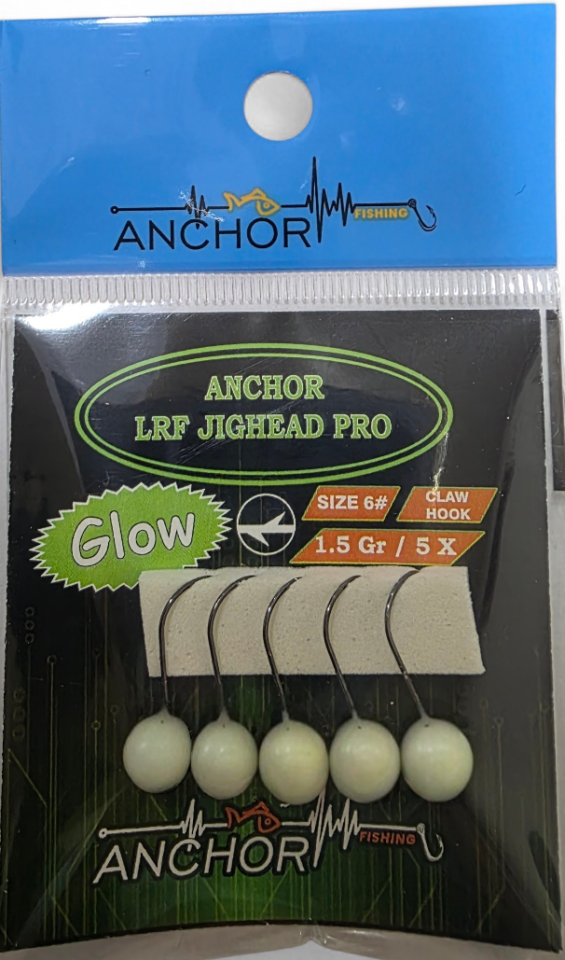 ANCHOR
FISHING
ANCHOR
LRF JIGHEAD PRO
Glow
SIZE 6#
CLAW
HOOK
1.5 Gr / 5 X
ANCHOR
FISHING